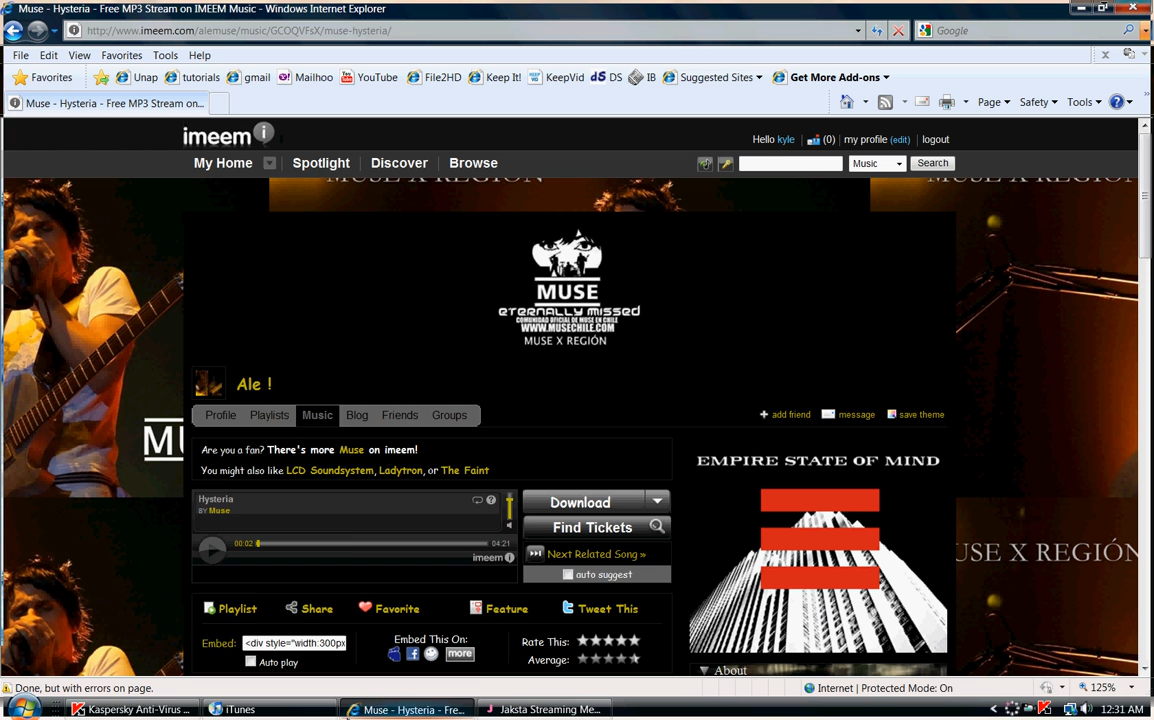 Muse - Hysteria - Free MP3 Stream on IMEEM Music - Windows Internet Explorer
http://www.imeem.com/alemuse/music/GCOQVFsX/muse-hysteria/
Google
File Edit View Favorites Tools Help
Favorites Unap tutorials gmail Mailhoo YouTube File2HD Keep It! KeepVid DS IB Suggested Sites Get More Add-ons
Muse - Hysteria - Free MP3 Stream on...
Page Safety Tools
imeem i
Hello kyle (0) my profile (edit) logout
My Home Spotlight Discover Browse
Music Search
MUSE X REGIÓN
MUSE
ETERNALLY MISSED
COMUNIDAD OFICIAL DE MUSE EN CHILE
WWW.MUSECHILE.COM
MUSE X REGIÓN
Ale !
Profile Playlists Music Blog Friends Groups
add friend message save theme
MU
Are you a fan? There's more Muse on imeem!
You might also like LCD Soundsystem, Ladytron, or The Faint
EMPIRE STATE OF MIND
Hysteria
BY Muse
00:02 04:21
imeem i
Download
Find Tickets
Next Related Song »
auto suggest
USE X REGIÓN
Playlist Share Favorite Feature Tweet This
Embed: <div style="width:300px
Auto play
Embed This On:
more
Rate This:
Average:
About
Done, but with errors on page.
Internet | Protected Mode: On
125%
Kaspersky Anti-Virus ...
iTunes
Muse - Hysteria - Fre...
Jaksta Streaming Me...
12:31 AM